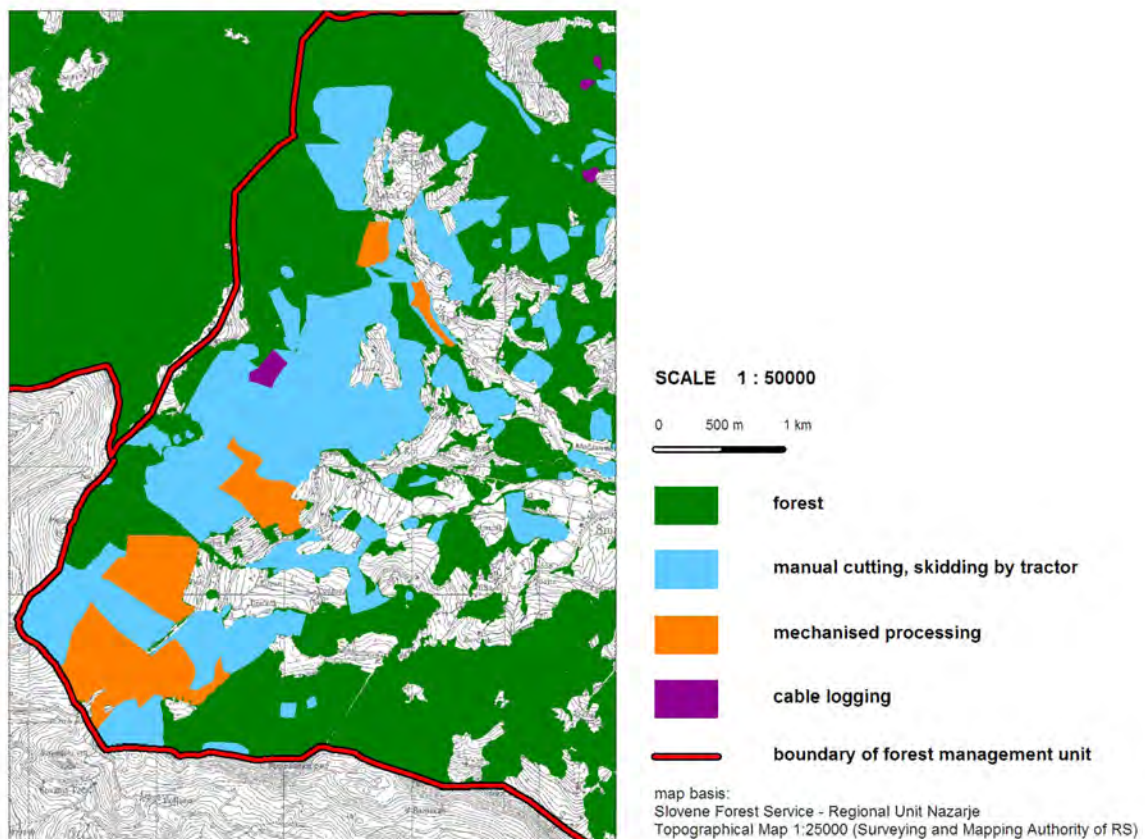 SCALE 1 : 50000
0 500 m 1 km
forest
manual cutting, skidding by tractor
mechanised processing
cable logging
boundary of forest management unit
map basis:
Slovene Forest Service - Regional Unit Nazarje
Topographical Map 1:25000 (Surveying and Mapping Authority of RS)